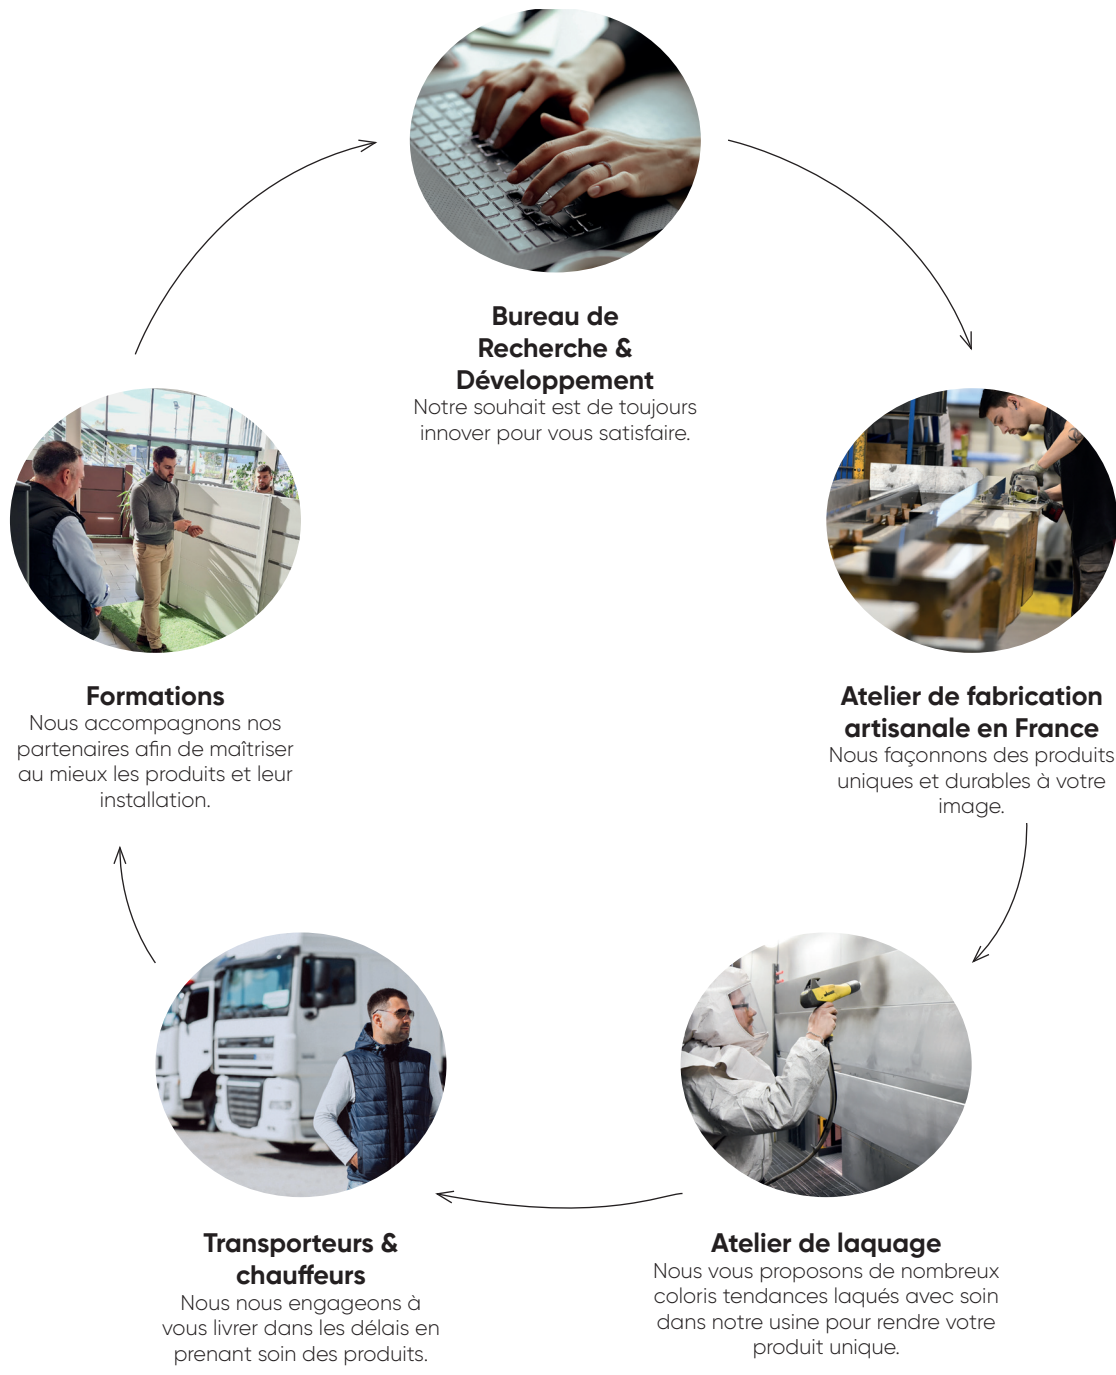 Bureau de
Recherche &
Développement
Notre souhait est de toujours
innover pour vous satisfaire.
Atelier de fabrication
artisanale en France
Nous façonnons des produits
uniques et durables à votre
image.
Atelier de laquage
Nous vous proposons de nombreux
coloris tendances laqués avec soin
dans notre usine pour rendre votre
produit unique.
Transporteurs &
chauffeurs
Nous nous engageons à
vous livrer dans les délais en
prenant soin des produits.
Formations
Nous accompagnons nos
partenaires afin de maîtriser
au mieux les produits et leur
installation.